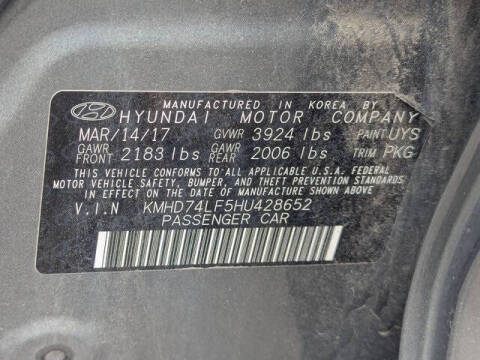 MANUFACTURED IN KOREA BY
HYUNDAI MOTOR COMPANY
MAR/14/17 GVWR 3924 lbs PAINT UYS
GAWR FRONT 2183 lbs GAWR REAR 2006 lbs TRIM PKG
THIS VEHICLE CONFORMS TO ALL APPLICABLE U.S.A. FEDERAL
MOTOR VEHICLE SAFETY, BUMPER, AND THEFT PREVENTION
STANDARDS IN EFFECT ON THE DATE OF MANUFACTURE SHOWN ABOVE
V.I.N KMHD74LF5HU428652
PASSENGER CAR